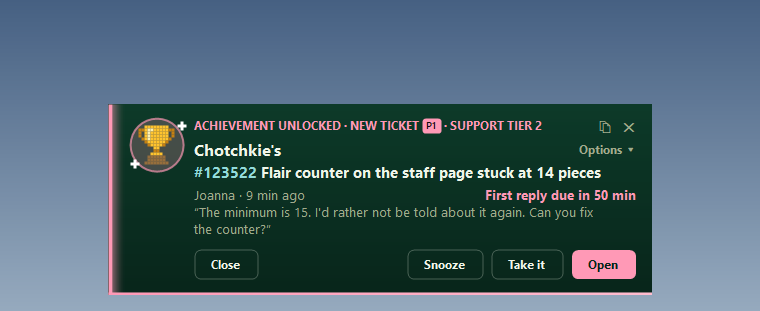 ACHIEVEMENT UNLOCKED · NEW TICKET P1 · SUPPORT TIER 2
Chotchkie's
Options
#123522 Flair counter on the staff page stuck at 14 pieces
Joanna · 9 min ago
First reply due in 50 min
"The minimum is 15. I'd rather not be told about it again. Can you fix
the counter?"
Close
Snooze
Take it
Open